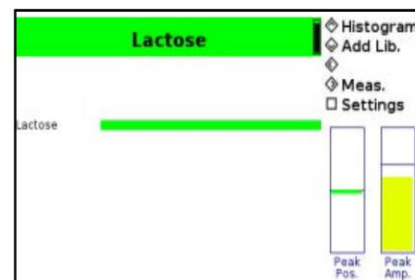 Lactose
Histogram
Add Lib.
Meas.
Settings
Lactose
Peak
Pos.
Peak
Amp.